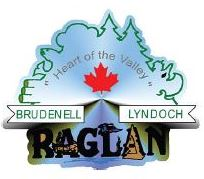 "Heart of the Valley"
BRUDENELL LYNDOCH
RAGLAN